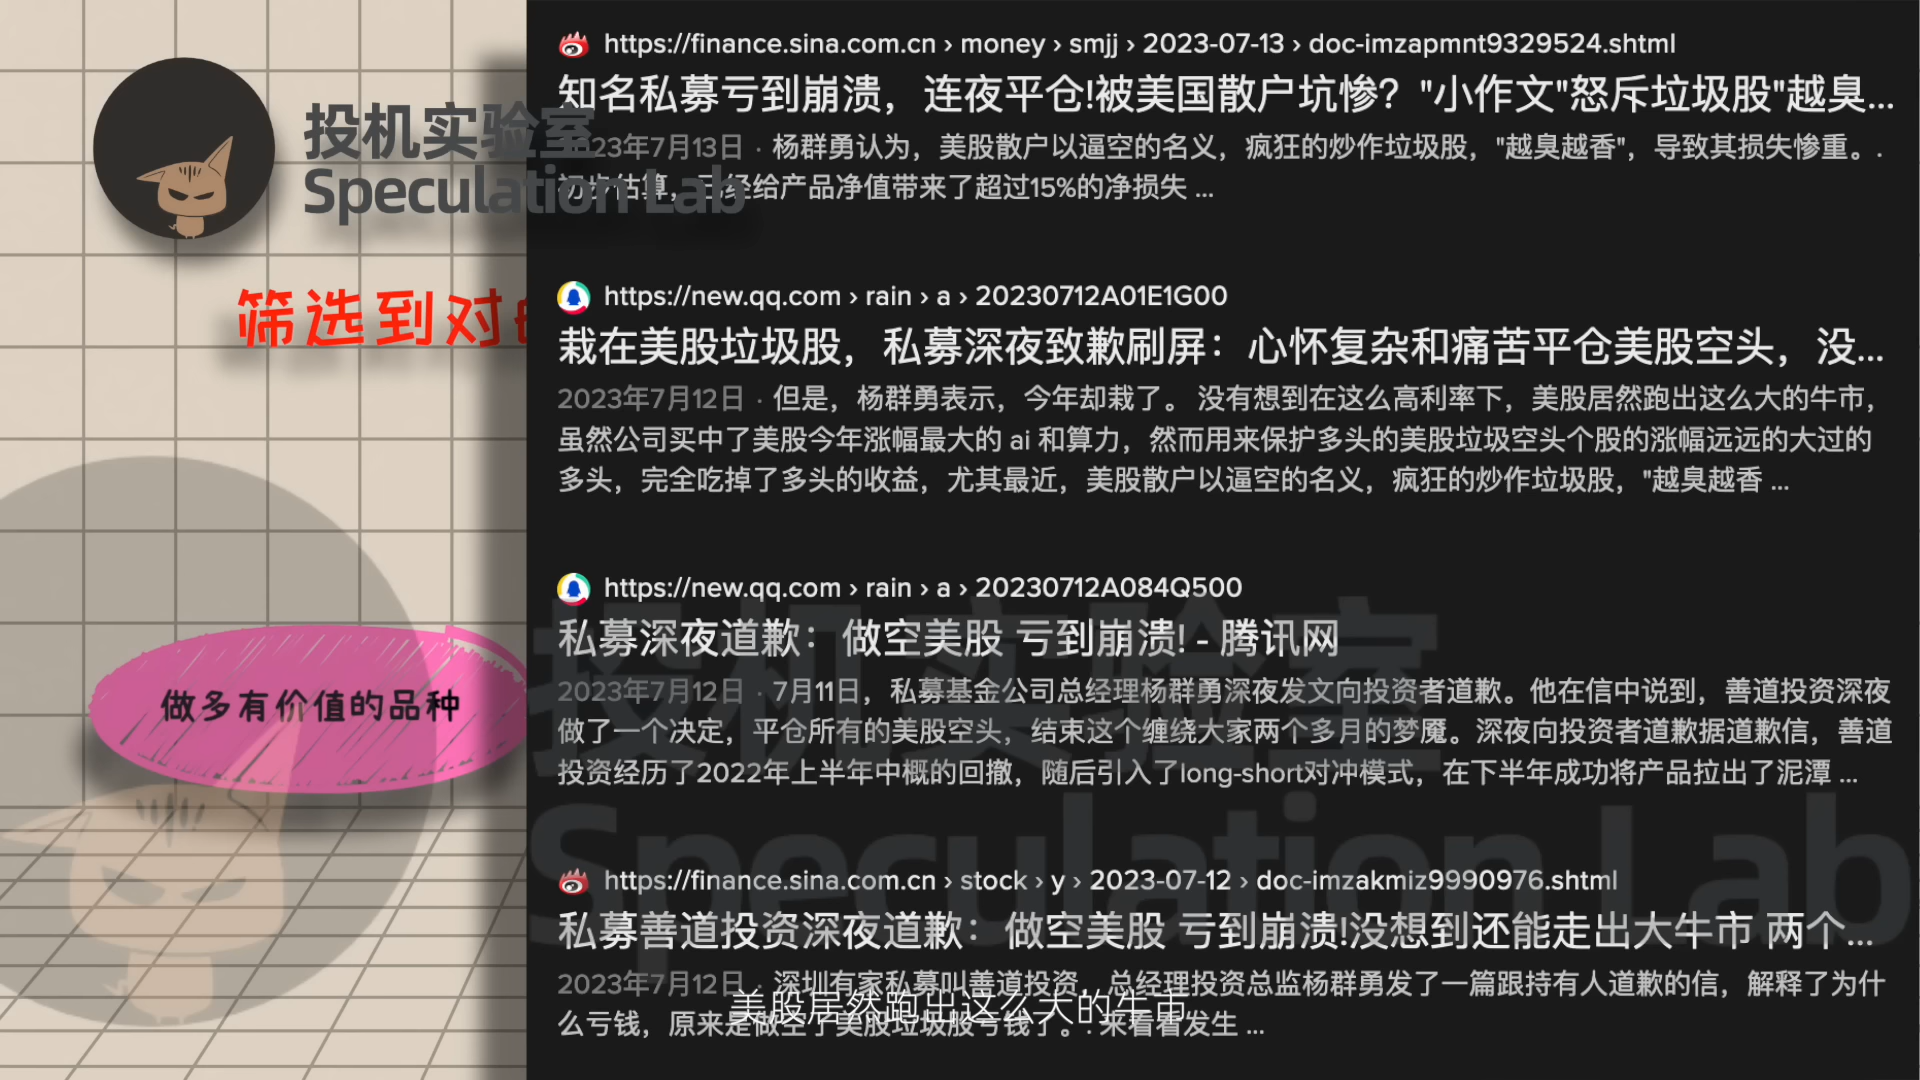 投机实验室
Speculation Lab
筛选到对
做多有价值的品种
https://finance.sina.com.cn › money › smjj › 2023-07-13 › doc-imzapmnt9329524.shtml
知名私募亏到崩溃，连夜平仓!被美国散户坑惨？"小作文"怒斥垃圾股"越臭...
23年7月13日 · 杨群勇认为，美股散户以逼空的名义，疯狂的炒作垃圾股，"越臭越香"，导致其损失惨重。.
初步估算，已经给产品净值带来了超过15%的净损失 ...
https://new.qq.com › rain › a › 20230712A01E1G00
栽在美股垃圾股，私募深夜致歉刷屏：心怀复杂和痛苦平仓美股空头，没...
2023年7月12日 · 但是，杨群勇表示，今年却栽了。 没有想到在这么高利率下，美股居然跑出这么大的牛市，
虽然公司买中了美股今年涨幅最大的 ai 和算力，然而用来保护多头的美股垃圾空头个股的涨幅远远的大过的
多头，完全吃掉了多头的收益，尤其最近，美股散户以逼空的名义，疯狂的炒作垃圾股，"越臭越香 ...
https://new.qq.com › rain › a › 20230712A084Q500
私募深夜道歉：做空美股 亏到崩溃! - 腾讯网
2023年7月12日 · 7月11日，私募基金公司总经理杨群勇深夜发文向投资者道歉。他在信中说到，善道投资深夜
做了一个决定，平仓所有的美股空头，结束这个缠绕大家两个多月的梦魇。深夜向投资者道歉据道歉信，善道
投资经历了2022年上半年中概的回撤，随后引入了long-short对冲模式，在下半年成功将产品拉出了泥潭 ...
投机实验室
Speculation Lab
https://finance.sina.com.cn › stock › y › 2023-07-12 › doc-imzakmiz9990976.shtml
私募善道投资深夜道歉：做空美股 亏到崩溃!没想到还能走出大牛市 两个...
2023年7月12日 · 深圳有家私募叫善道投资，总经理投资总监杨群勇发了一篇跟持有人道歉的信，解释了为什
么亏钱，原来是做空了美股垃圾股亏钱了。. 来看看发生 ...
美股居然跑出这么大的牛市